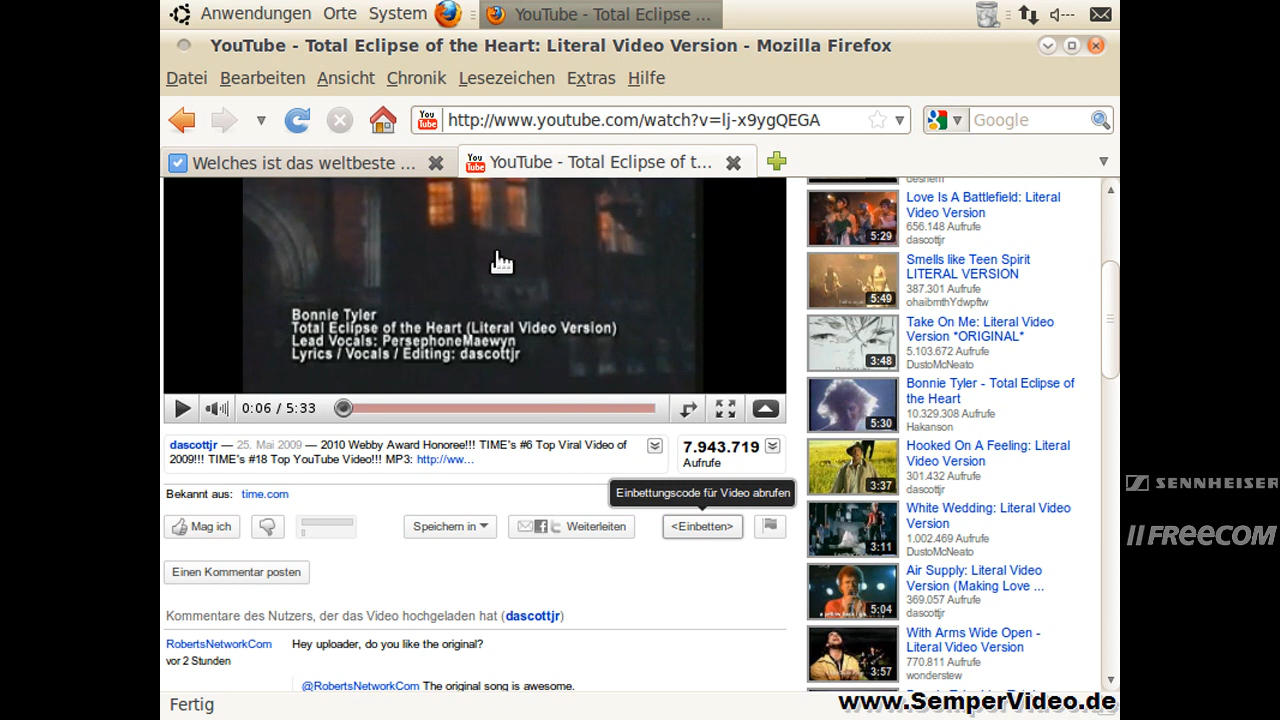 Anwendungen Orte System
YouTube - Total Eclipse ...
YouTube - Total Eclipse of the Heart: Literal Video Version - Mozilla Firefox
Datei Bearbeiten Ansicht Chronik Lesezeichen Extras Hilfe
http://www.youtube.com/watch?v=lj-x9ygQEGA
Google
Welches ist das weltbeste ...
YouTube - Total Eclipse of t...
Bonnie Tyler
Total Eclipse of the Heart (Literal Video Version)
Lead Vocals: PersephoneMaewyn
Lyrics / Vocals / Editing: dascottjr
0:06 / 5:33
dascottjr — 25. Mai 2009 — 2010 Webby Award Honoree!!! TIME's #6 Top Viral Video of
2009!!! TIME's #18 Top YouTube Video!!! MP3: http://ww...
7.943.719
Aufrufe
Bekannt aus: time.com
Einbettungscode für Video abrufen
Mag ich
Speichern in
Weiterleiten
<Einbetten>
Einen Kommentar posten
Kommentare des Nutzers, der das Video hochgeladen hat (dascottjr)
RobertsNetworkCom
vor 2 Stunden
Hey uploader, do you like the original?
@RobertsNetworkCom The original song is awesome.
Love Is A Battlefield: Literal
Video Version
656.148 Aufrufe
dascottjr
5:29
Smells like Teen Spirit
LITERAL VERSION
387.301 Aufrufe
ohaibmthYdwpftw
5:49
Take On Me: Literal Video
Version *ORIGINAL*
5.103.672 Aufrufe
DustoMcNeato
3:48
Bonnie Tyler - Total Eclipse of
the Heart
10.329.308 Aufrufe
Hakanson
5:30
Hooked On A Feeling: Literal
Video Version
301.432 Aufrufe
dascottjr
3:37
White Wedding: Literal Video
Version
1.002.469 Aufrufe
DustoMcNeato
3:11
Air Supply: Literal Video
Version (Making Love ...
369.057 Aufrufe
dascottjr
5:04
With Arms Wide Open -
Literal Video Version
770.811 Aufrufe
wonderstew
3:57
Fertig
www.SemperVideo.de
SENNHEISER
FREECOM
You Tube
You Tube